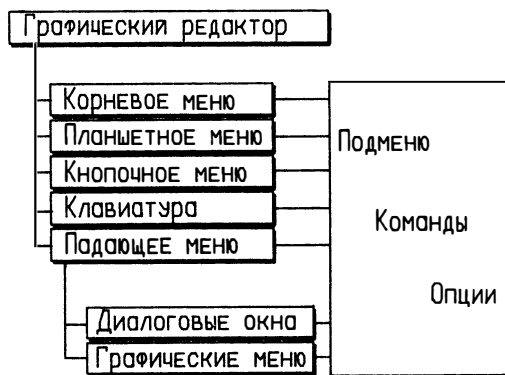 Графический редактор
Корневое меню
Планшетное меню
Подменю
Кнопочное меню
Клавиатура
Команды
Падающее меню
Опции
Диалоговые окна
Графические меню